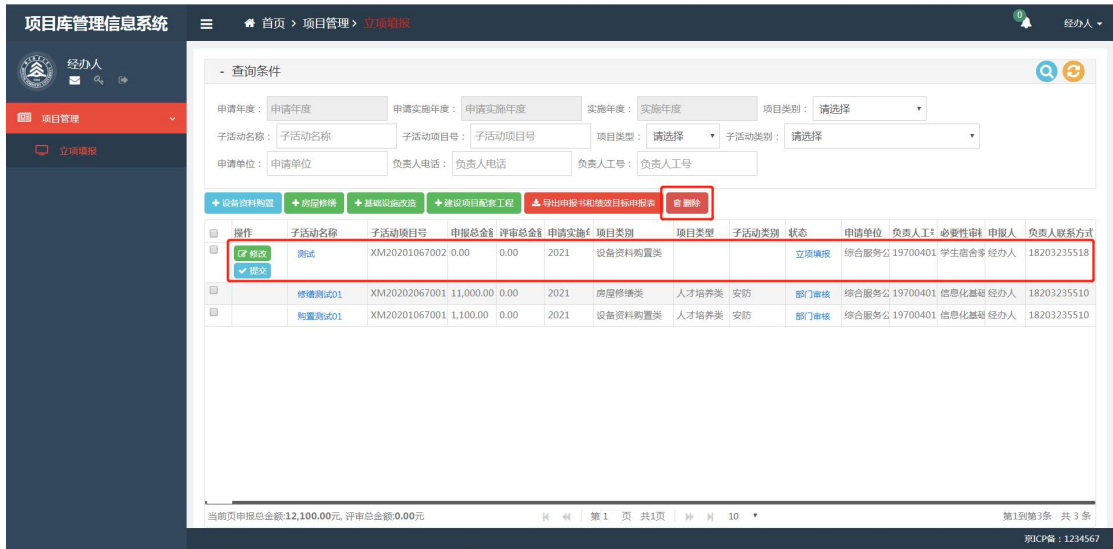 项目库管理信息系统 首页 > 项目管理 > 立项填报 0 经办人
经办人
- 查询条件
项目管理
立项填报
申请年度： 申请年度 申请实施年度： 申请实施年度 实施年度： 实施年度 项目类别： 请选择
子活动名称： 子活动名称 子活动项目号： 子活动项目号 项目类型： 请选择 子活动类别： 请选择
申请单位： 申请单位 负责人电话： 负责人电话 负责人工号： 负责人工号
+设备资料购置 +房屋修缮 +基础设施改造 +建设项目配套工程 导出申报书和绩效目标申报表 删除
操作 子活动名称 子活动项目号 申报总金额 评审总金额 申请实施年 项目类别 项目类型 子活动类别 状态 申请单位 负责人工号 必要性审核 申报人 负责人联系方式
修改 测试 XM20201067002 0.00 0.00 2021 设备资料购置类 立项填报 综合服务公 19700401 学生宿舍家 经办人 18203235518
提交
修缮测试01 XM20202067001 11,000.00 0.00 2021 房屋修缮类 人才培养类 安防 部门审核 综合服务公 19700401 信息化基础 经办人 18203235510
购置测试01 XM20201067001 1,100.00 0.00 2021 设备资料购置类 人才培养类 安防 部门审核 综合服务公 19700401 信息化基础 经办人 18203235510
当前页申报总金额:12,100.00元, 评审总金额:0.00元 第 1 页 共1页 10 第1到第3条 共 3 条
京ICP备：1234567